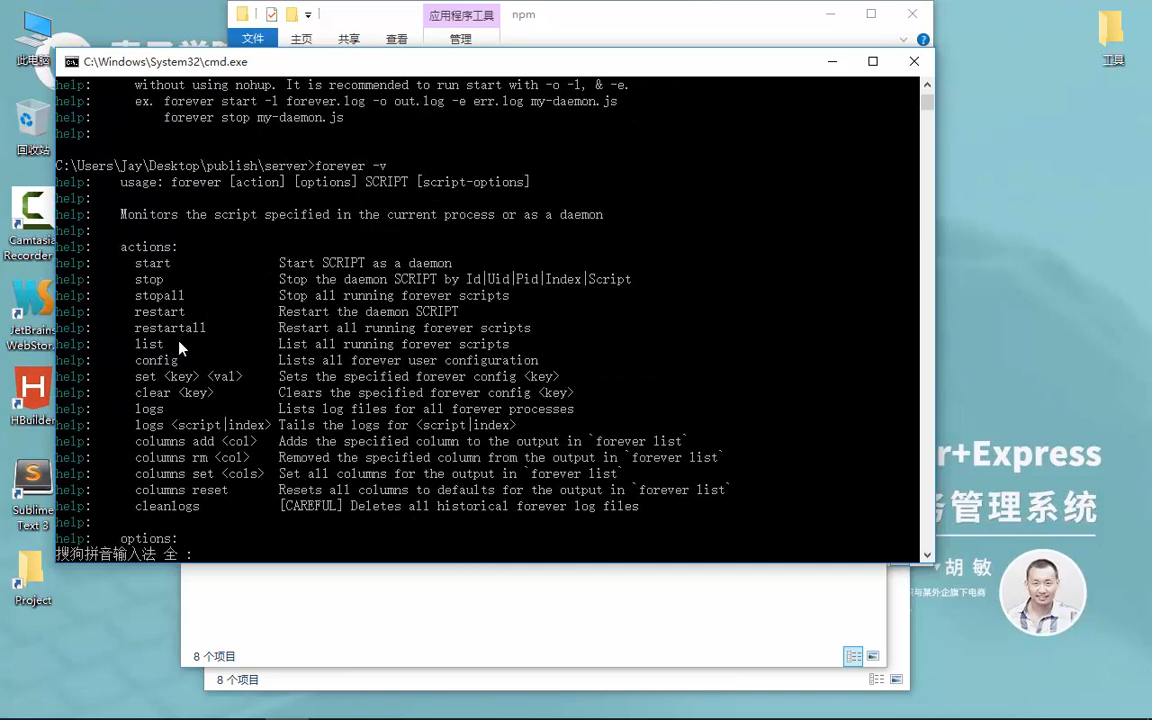 应用程序工具
npm
文件
主页
共享
查看
管理
此电脑
工具
C:\Windows\System32\cmd.exe
help: without using nohup. It is recommended to run start with -o -l, & -e.
help: ex. forever start -l forever.log -o out.log -e err.log my-daemon.js
help: forever stop my-daemon.js
help:
C:\Users\Jay\Desktop\publish\server>forever -v
help: usage: forever [action] [options] SCRIPT [script-options]
help:
help: Monitors the script specified in the current process or as a daemon
help:
help: actions:
help: start Start SCRIPT as a daemon
help: stop Stop the daemon SCRIPT by Id|Uid|Pid|Index|Script
help: stopall Stop all running forever scripts
help: restart Restart the daemon SCRIPT
help: restartall Restart all running forever scripts
help: list List all running forever scripts
help: config Lists all forever user configuration
help: set <key> <val> Sets the specified forever config <key>
help: clear <key> Clears the specified forever config <key>
help: logs Lists log files for all forever processes
help: logs <script|index> Tails the logs for <script|index>
help: columns add <col> Adds the specified column to the output in `forever list`
help: columns rm <col> Removed the specified column from the output in `forever list`
help: columns set <cols> Set all columns for the output in `forever list`
help: columns reset Resets all columns to defaults for the output in `forever list`
help: cleanlogs [CAREFUL] Deletes all historical forever log files
help:
help: options:
搜狗拼音输入法 全 :
回收站
Camtasia
Recorder
JetBrains
WebStor
HBuilder
Sublime
Text 3
Project
r+Express
管理系统
胡 敏
与某外企旗下电商
8 个项目
8 个项目